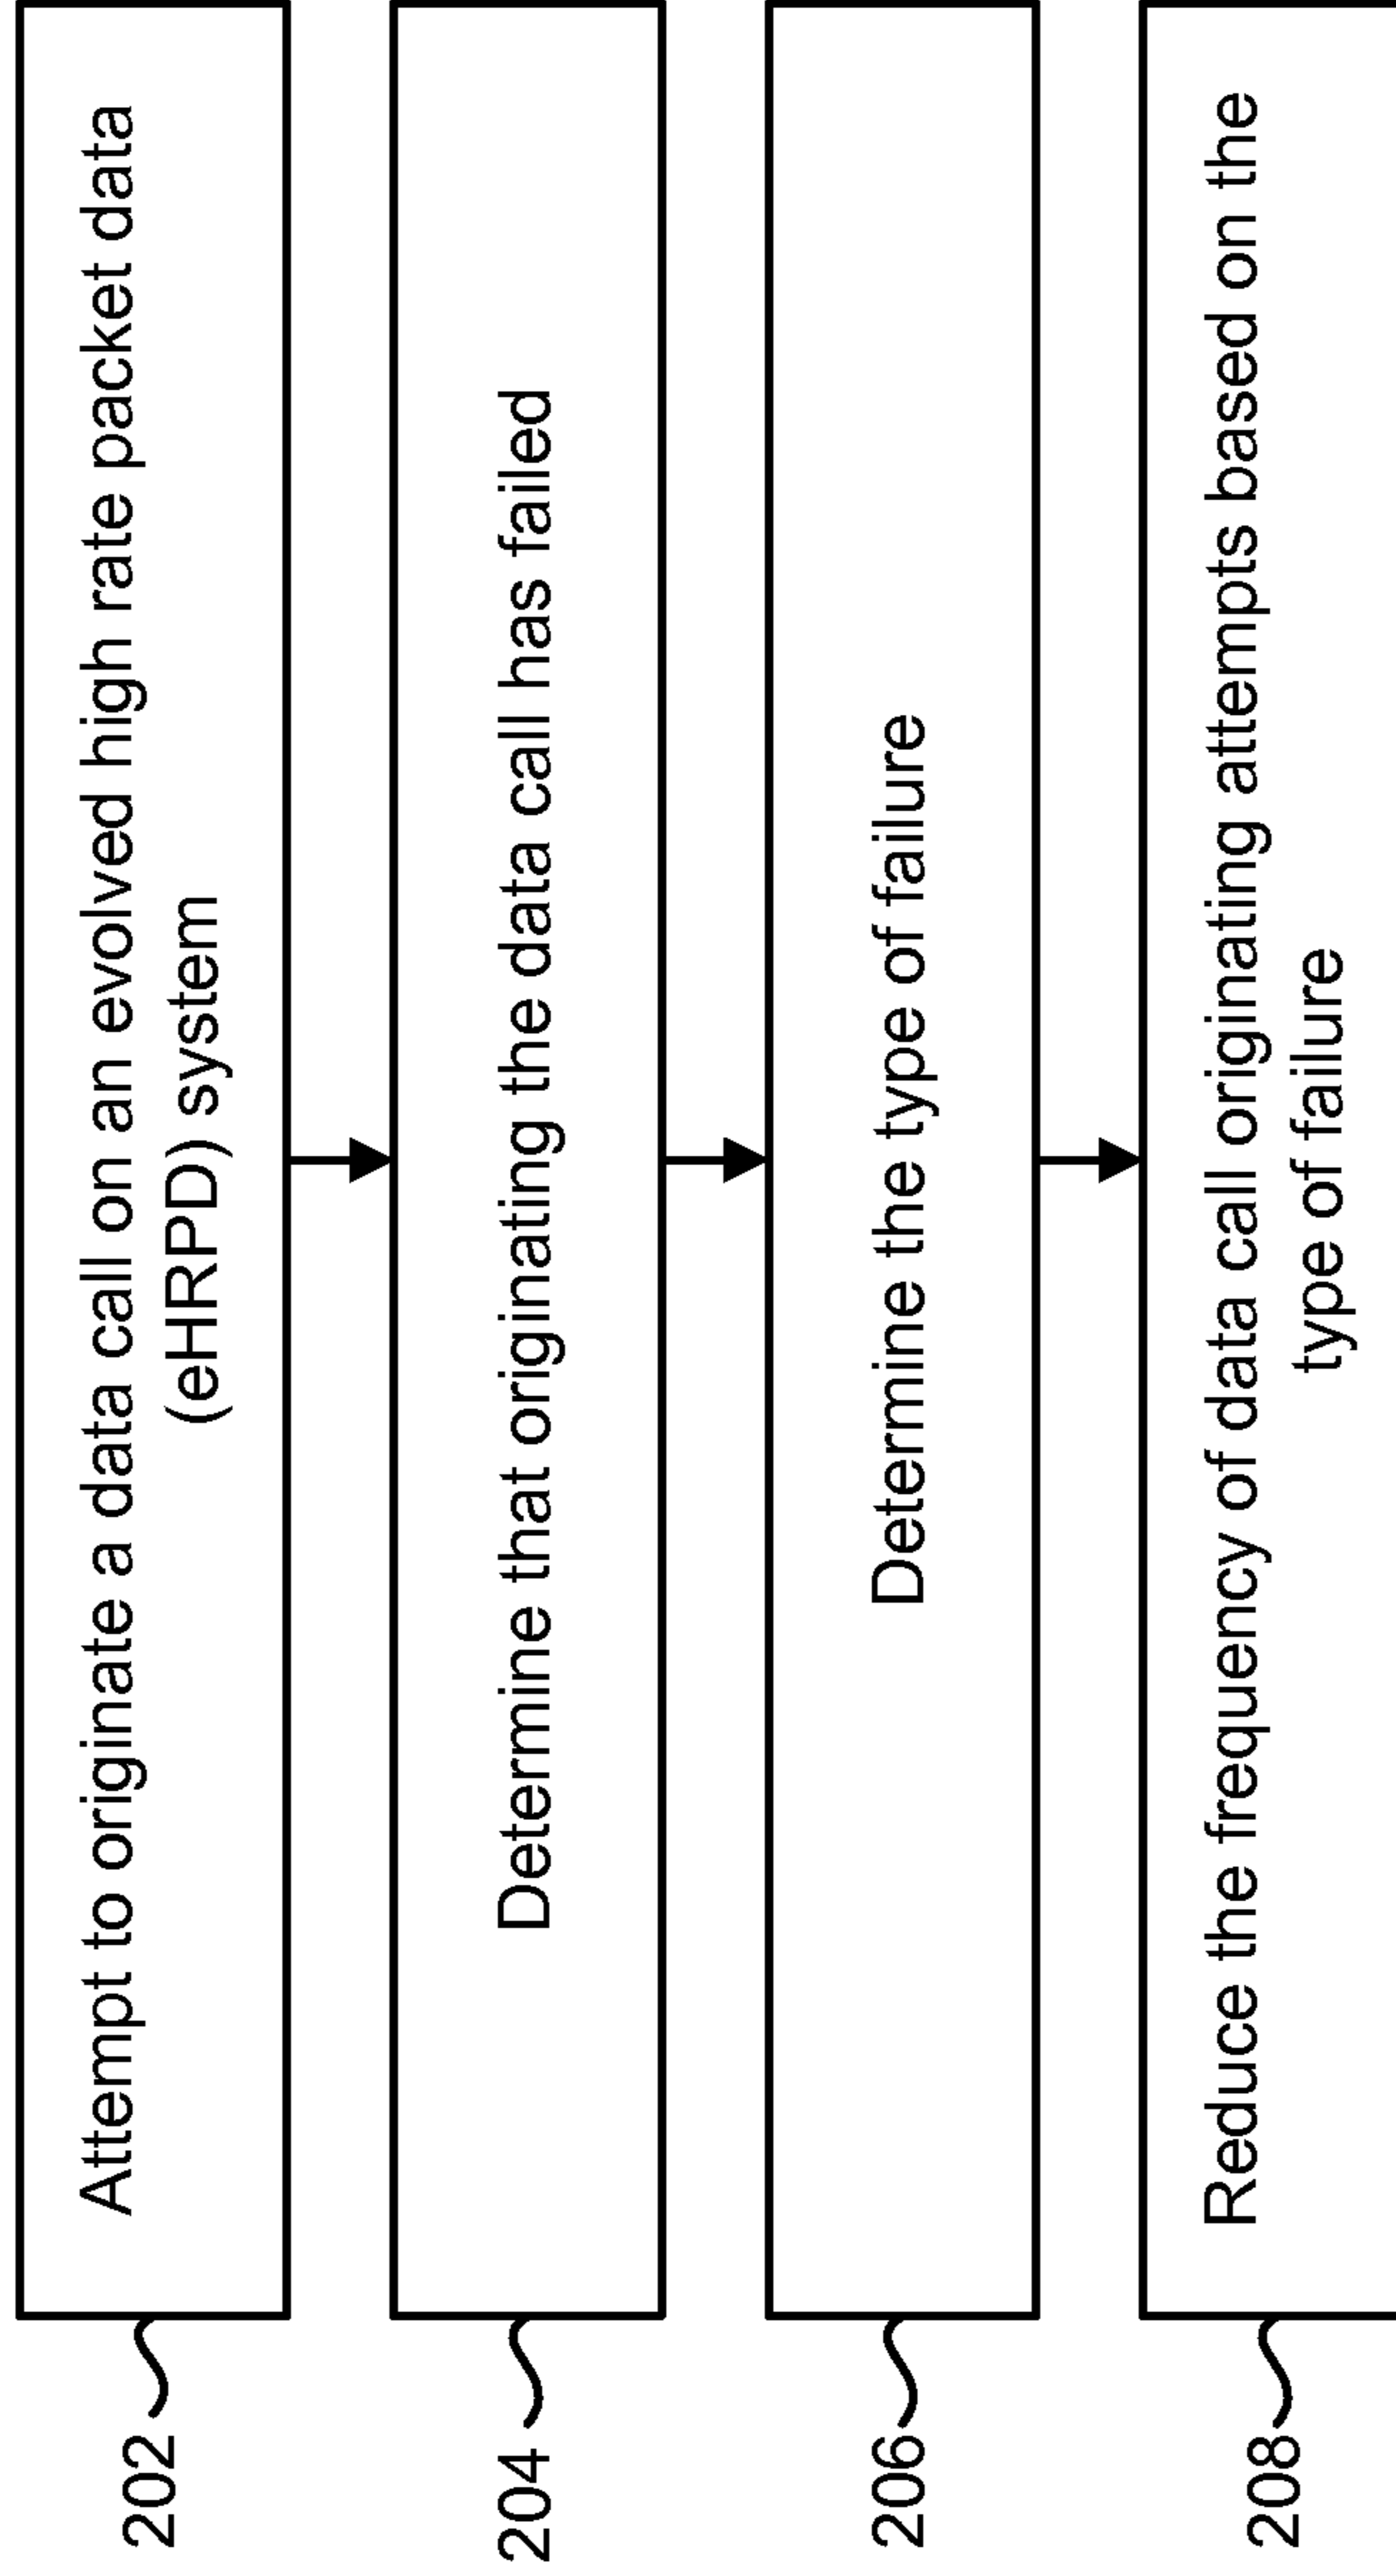 202
Attempt to originate a data call on an evolved high rate packet data
(eHRPD) system
204
Determine that originating the data call has failed
206
Determine the type of failure
208
Reduce the frequency of data call originating attempts based on the
type of failure